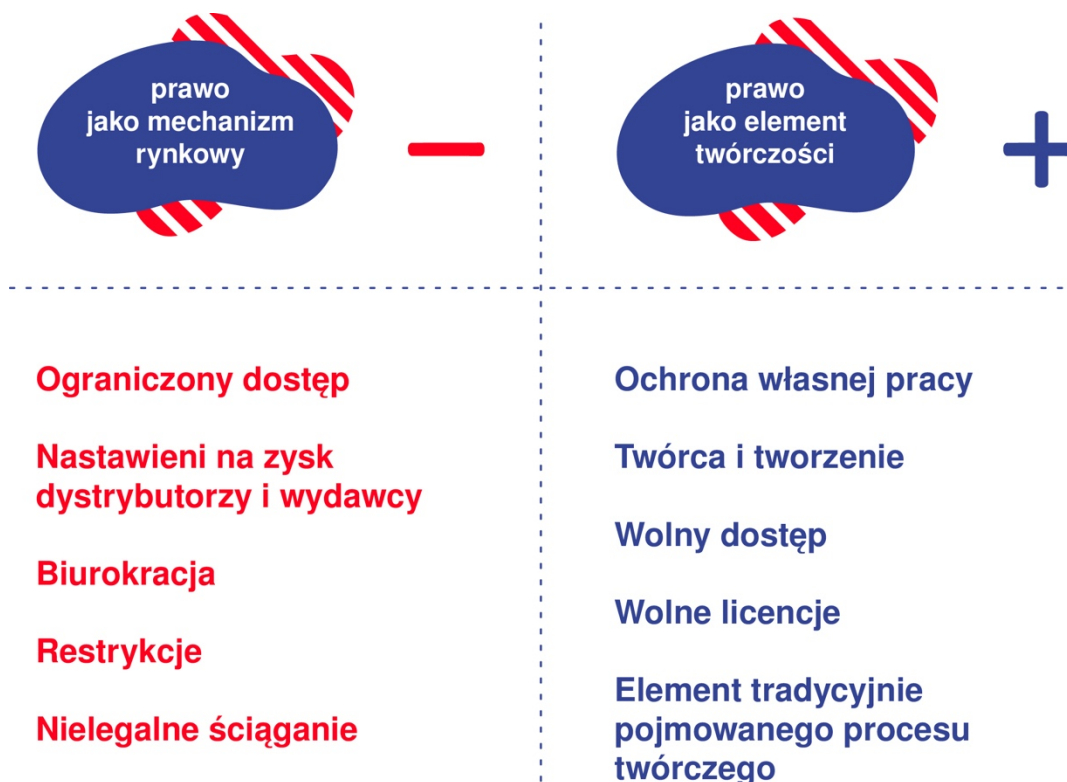 prawo
jako mechanizm
rynkowy
prawo
jako element
twórczości
Ograniczony dostęp
Nastawieni na zysk
dystrybutorzy i wydawcy
Biurokracja
Restrykcje
Nielegalne ściąganie
Ochrona własnej pracy
Twórca i tworzenie
Wolny dostęp
Wolne licencje
Element tradycyjnie
pojmowanego procesu
twórczego